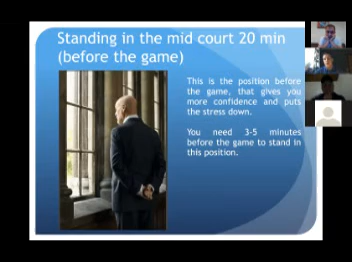 Standing in the mid court 20 min
(before the game)
This is the position before
the game, that gives you
more confidence and puts
the stress down.
You need 3-5 minutes
before the game to stand in
this position.